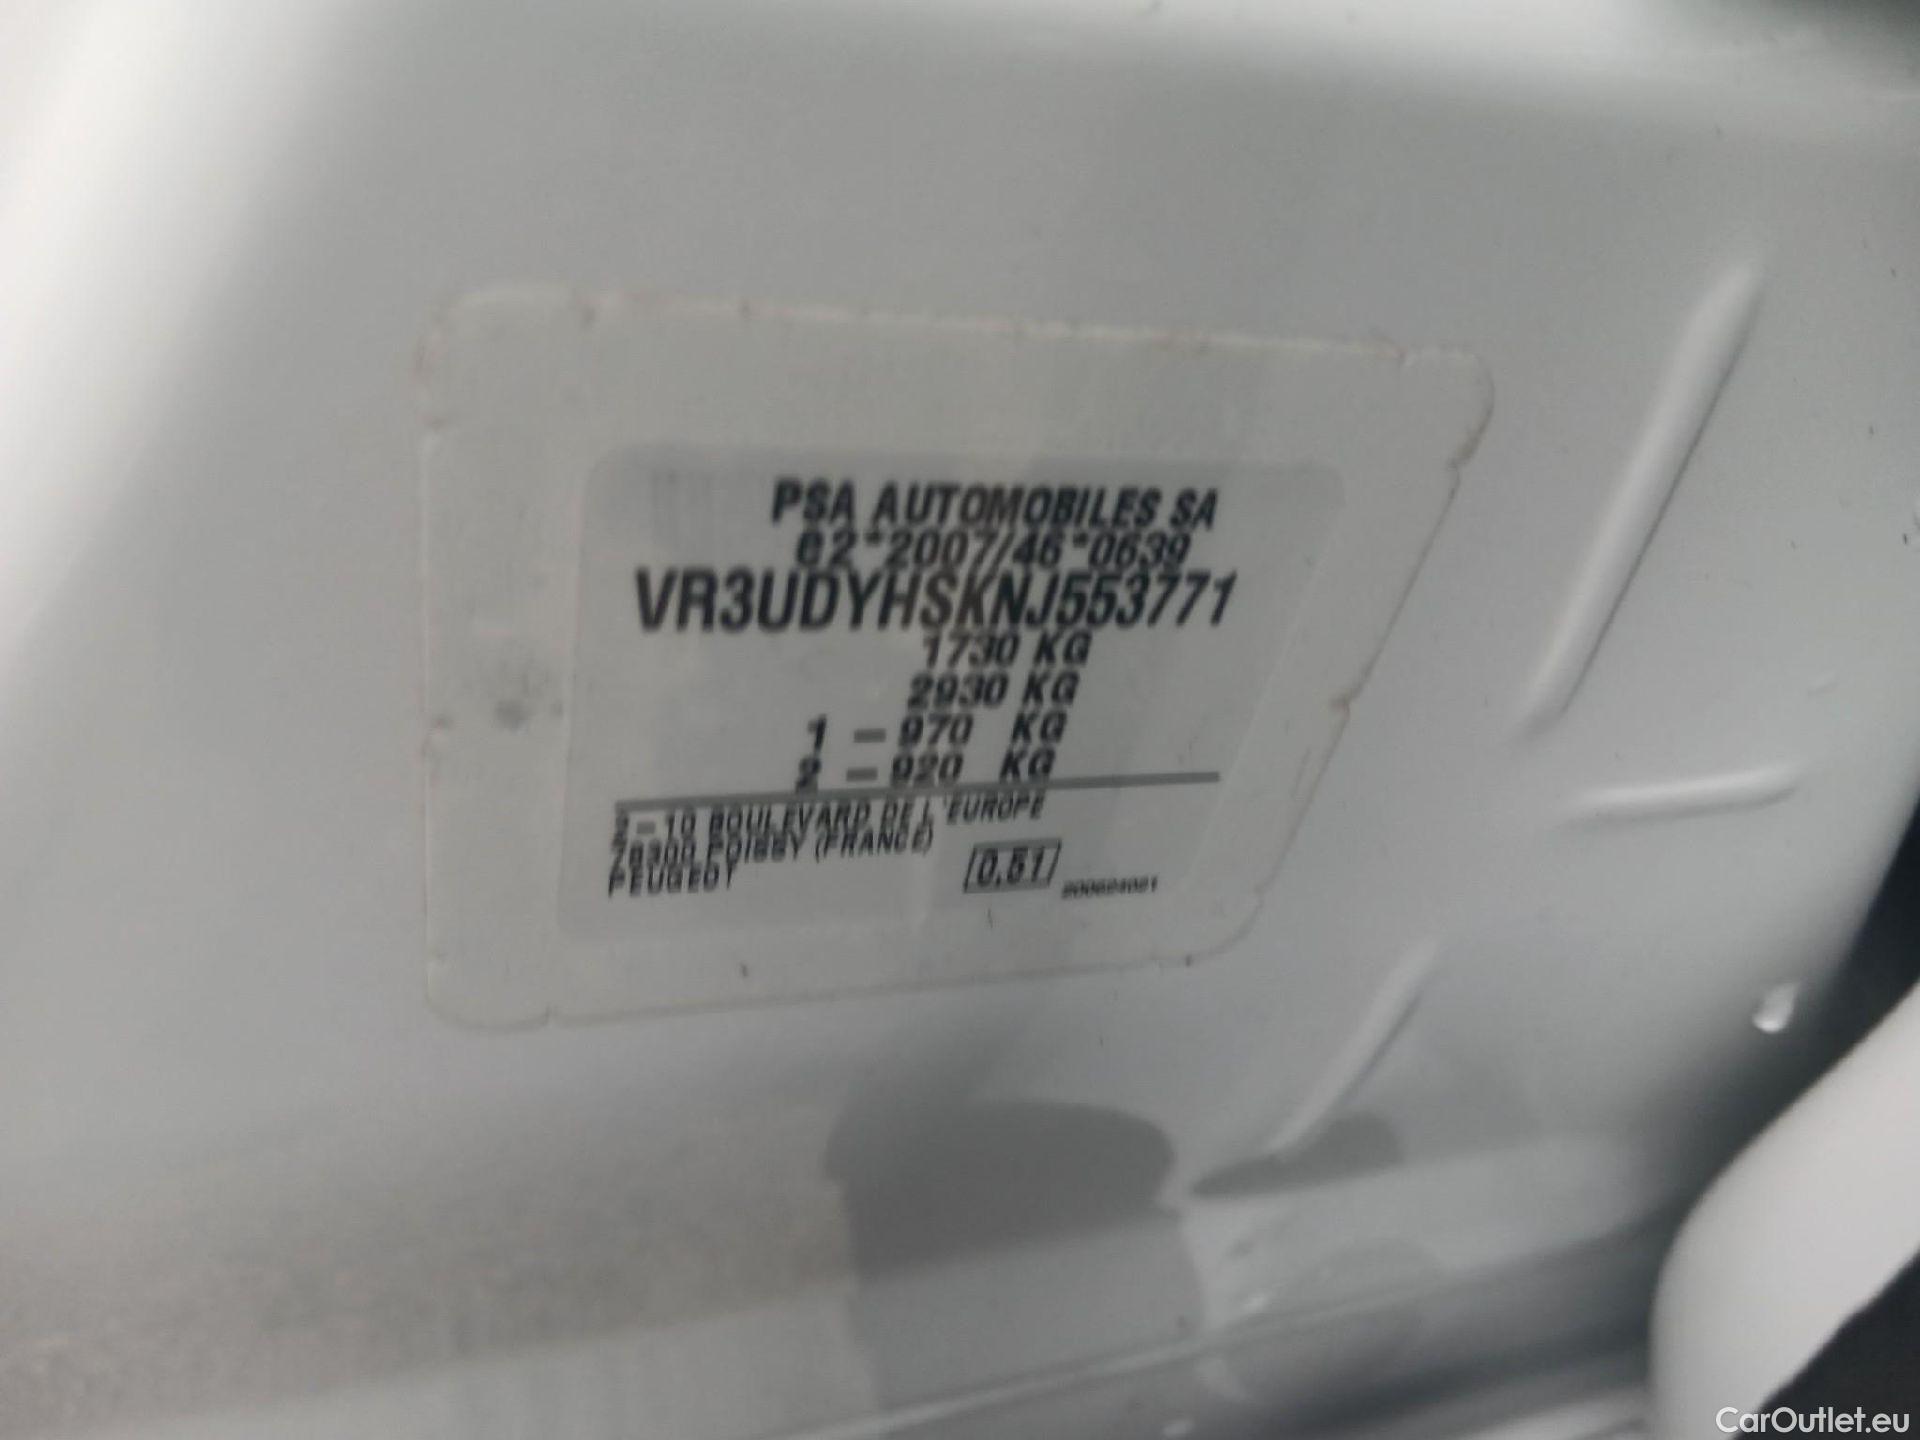 PSA AUTOMOBILES SA
e2*2007/46*0639
VR3UDYHSKNJ553771
1730 KG
2930 KG
1 - 970 KG
2 - 920 KG
2-10 BOULEVARD DE L'EUROPE
78300 POISSY (FRANCE)
PEUGEOT
0.51
CarOutlet.eu